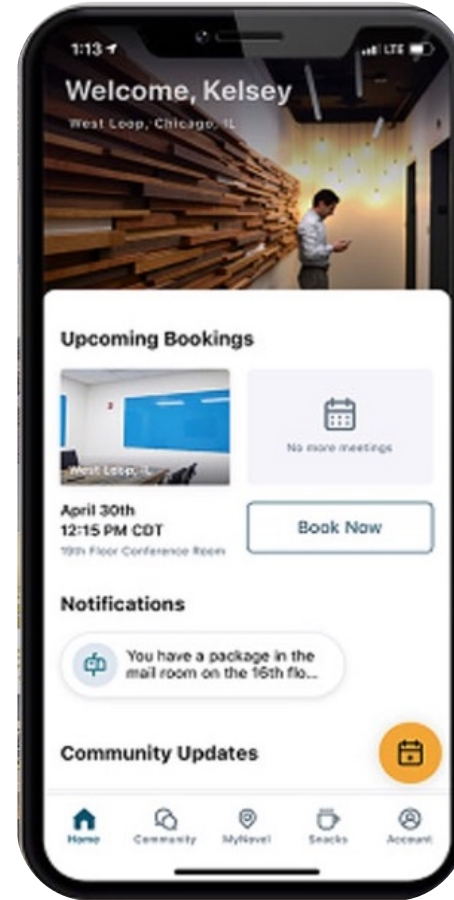 1:13
LTE
Welcome, Kelsey
West Loop, Chicago, IL
Upcoming Bookings
West Loop, IL
No more meetings
April 30th
12:15 PM CDT
19th Floor Conference Room
Book Now
Notifications
You have a package in the
mail room on the 16th flo...
Community Updates
Home
Community
MyNovel
Snacks
Account